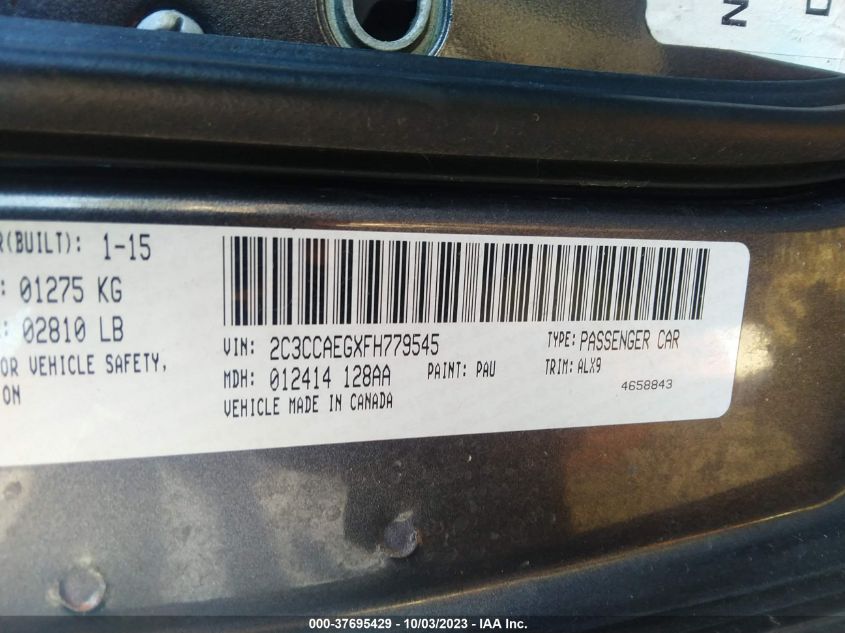 N
R(BUILT): 1-15
: 01275 KG
: 02810 LB
OR VEHICLE SAFETY,
ON
VIN: 2C3CCAEGXFH779545
TYPE: PASSENGER CAR
MDH: 012414 128AA
PAINT: PAU
TRIM: ALX9
VEHICLE MADE IN CANADA
4658843
000-37695429 - 10/03/2023 - IAA Inc.